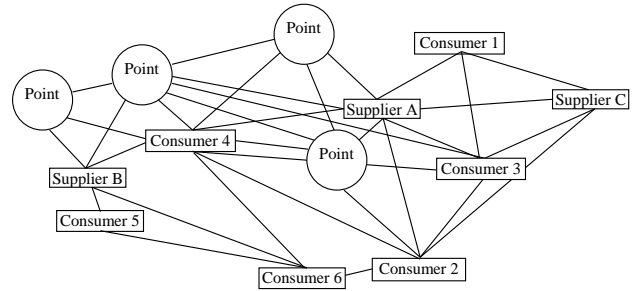 Point
Consumer 1
Point
Point
Supplier A
Supplier C
Consumer 4
Point
Consumer 3
Supplier B
Consumer 5
Consumer 6
Consumer 2